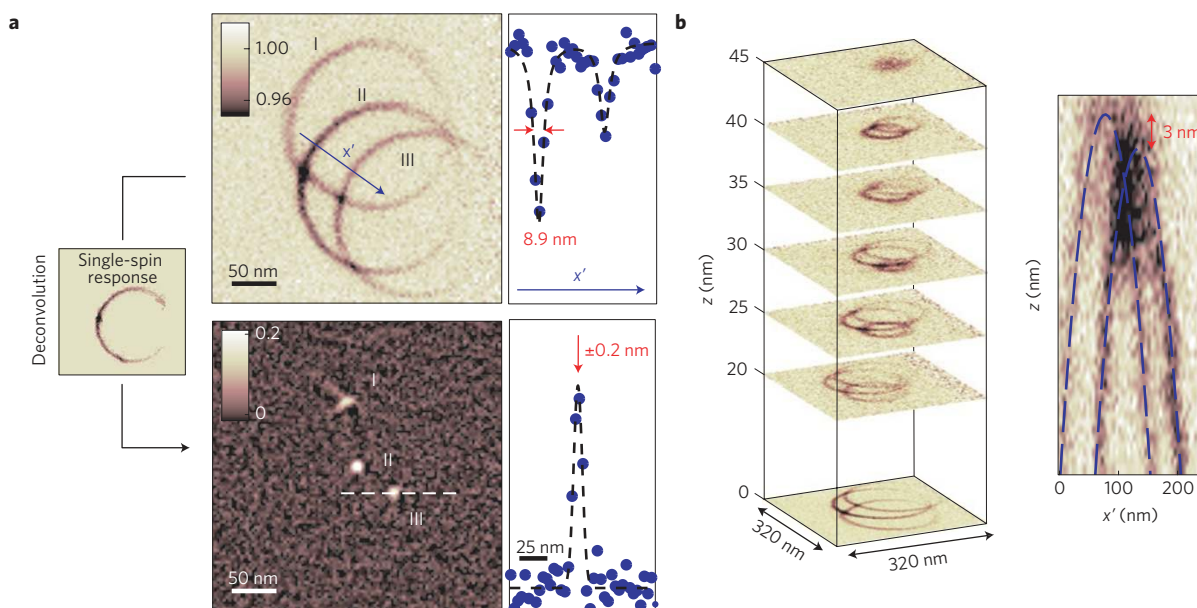 a
1.00
0.96
I
II
x′
III
50 nm
8.9 nm
x′
Deconvolution
Single-spin
response
0.2
0
I
II
III
50 nm
±0.2 nm
25 nm
b
45
40
35
30
25
20
0
z (nm)
320 nm
320 nm
3 nm
z (nm)
0
100
200
x′ (nm)